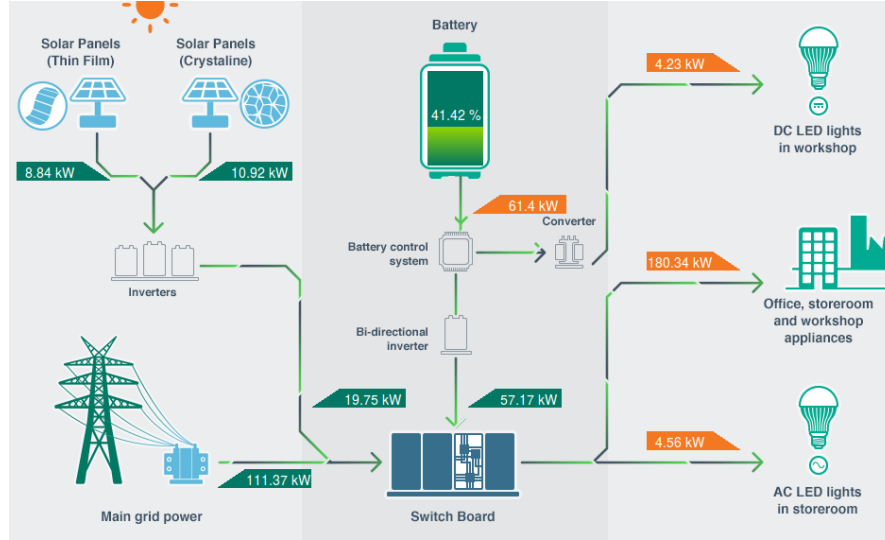 Solar Panels
(Thin Film)
Solar Panels
(Crystaline)
8.84 kW
10.92 kW
Inverters
19.75 kW
Main grid power
111.37 kW
Battery
41.42 %
61.4 kW
Battery control
system
Converter
Bi-directional
inverter
57.17 kW
Switch Board
4.23 kW
DC LED lights
in workshop
180.34 kW
Office, storeroom
and workshop
appliances
4.56 kW
AC LED lights
in storeroom